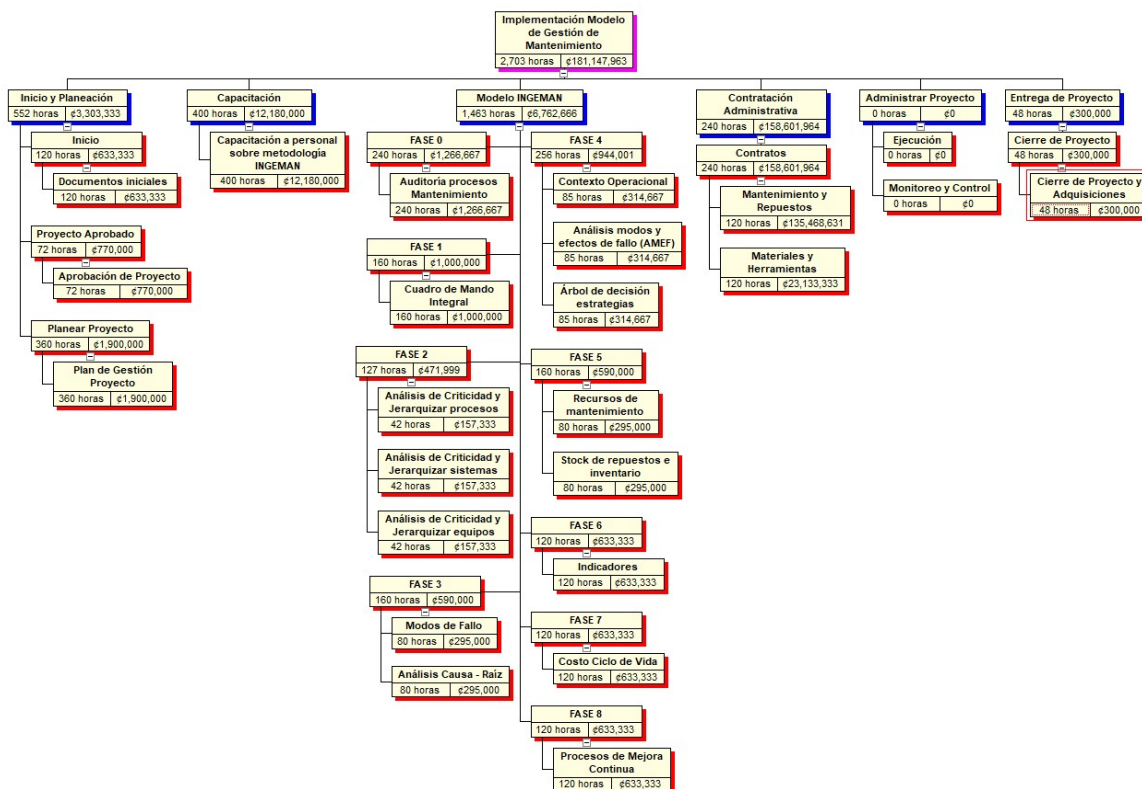 Implementación Modelo
de Gestión de
Mantenimiento
2,703 horas ¢181,147,963
Inicio y Planeación
552 horas ¢3,303,333
Inicio
120 horas ¢633,333
Documentos iniciales
120 horas ¢633,333
Proyecto Aprobado
72 horas ¢770,000
Aprobación de Proyecto
72 horas ¢770,000
Planear Proyecto
360 horas ¢1,900,000
Plan de Gestión
Proyecto
360 horas ¢1,900,000
Capacitación
400 horas ¢12,180,000
Capacitación a personal
sobre metodología
INGEMAN
400 horas ¢12,180,000
Modelo INGEMAN
1,463 horas ¢6,762,666
FASE 0
240 horas ¢1,266,667
Auditoría procesos
Mantenimiento
240 horas ¢1,266,667
FASE 1
160 horas ¢1,000,000
Cuadro de Mando
Integral
160 horas ¢1,000,000
FASE 2
127 horas ¢471,999
Análisis de Criticidad y
Jerarquizar procesos
42 horas ¢157,333
Análisis de Criticidad y
Jerarquizar sistemas
42 horas ¢157,333
Análisis de Criticidad y
Jerarquizar equipos
42 horas ¢157,333
FASE 3
160 horas ¢590,000
Modos de Fallo
80 horas ¢295,000
Análisis Causa - Raíz
80 horas ¢295,000
FASE 4
256 horas ¢944,001
Contexto Operacional
85 horas ¢314,667
Análisis modos y
efectos de fallo (AMEF)
85 horas ¢314,667
Árbol de decisión
estrategias
85 horas ¢314,667
FASE 5
160 horas ¢590,000
Recursos de
mantenimiento
80 horas ¢295,000
Stock de repuestos e
inventario
80 horas ¢295,000
FASE 6
120 horas ¢633,333
Indicadores
120 horas ¢633,333
FASE 7
120 horas ¢633,333
Costo Ciclo de Vida
120 horas ¢633,333
FASE 8
120 horas ¢633,333
Procesos de Mejora
Continua
120 horas ¢633,333
Contratación
Administrativa
240 horas ¢158,601,964
Contratos
240 horas ¢158,601,964
Mantenimiento y
Repuestos
120 horas ¢135,468,631
Materiales y
Herramientas
120 horas ¢23,133,333
Administrar Proyecto
0 horas ¢0
Ejecución
0 horas ¢0
Monitoreo y Control
0 horas ¢0
Entrega de Proyecto
48 horas ¢300,000
Cierre de Proyecto
48 horas ¢300,000
Cierre de Proyecto y
Adquisiciones
48 horas ¢300,000